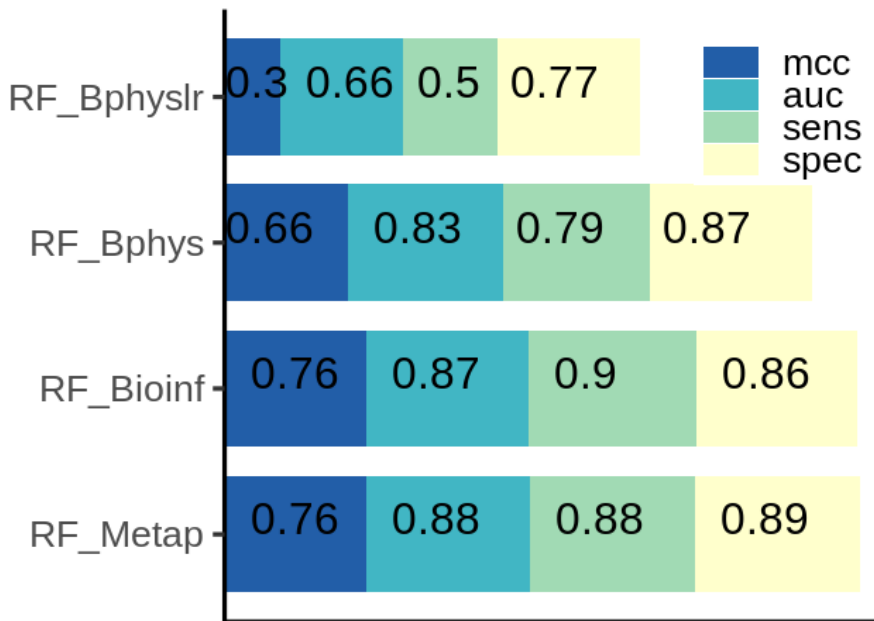 RF_Bphyslr 0.3 0.66 0.5 0.77
mcc
auc
sens
spec
RF_Bphys 0.66 0.83 0.79 0.87
RF_Bioinf 0.76 0.87 0.9 0.86
RF_Metap 0.76 0.88 0.88 0.89